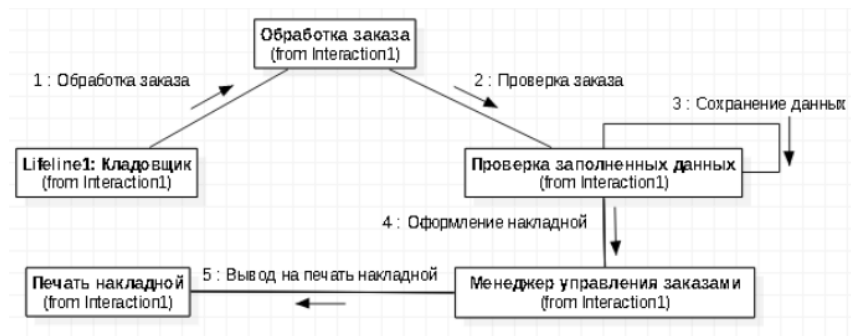 Обработка заказа
(from Interaction1)
1 : Обработка заказа
2 : Проверка заказа
3 : Сохранение данных
Lifeline1: Кладовщик
(from Interaction1)
Проверка заполненных данных
(from Interaction1)
4 : Оформление накладной
Печать накладной
(from Interaction1)
5 : Вывод на печать накладной
Менеджер управления заказами
(from Interaction1)